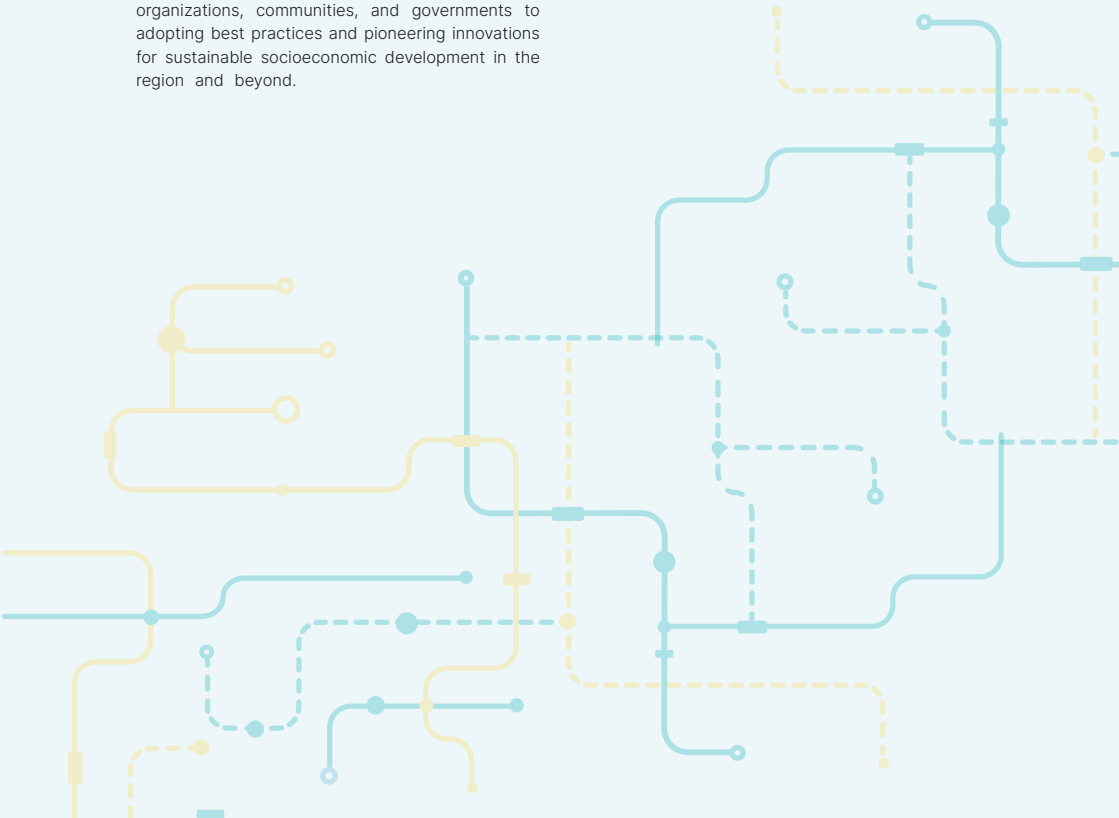 organizations, communities, and governments to
adopting best practices and pioneering innovations
for sustainable socioeconomic development in the
region and beyond.